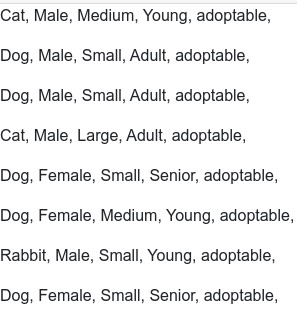 Cat, Male, Medium, Young, adoptable,
Dog, Male, Small, Adult, adoptable,
Dog, Male, Small, Adult, adoptable,
Cat, Male, Large, Adult, adoptable,
Dog, Female, Small, Senior, adoptable,
Dog, Female, Medium, Young, adoptable,
Rabbit, Male, Small, Young, adoptable,
Dog, Female, Small, Senior, adoptable,